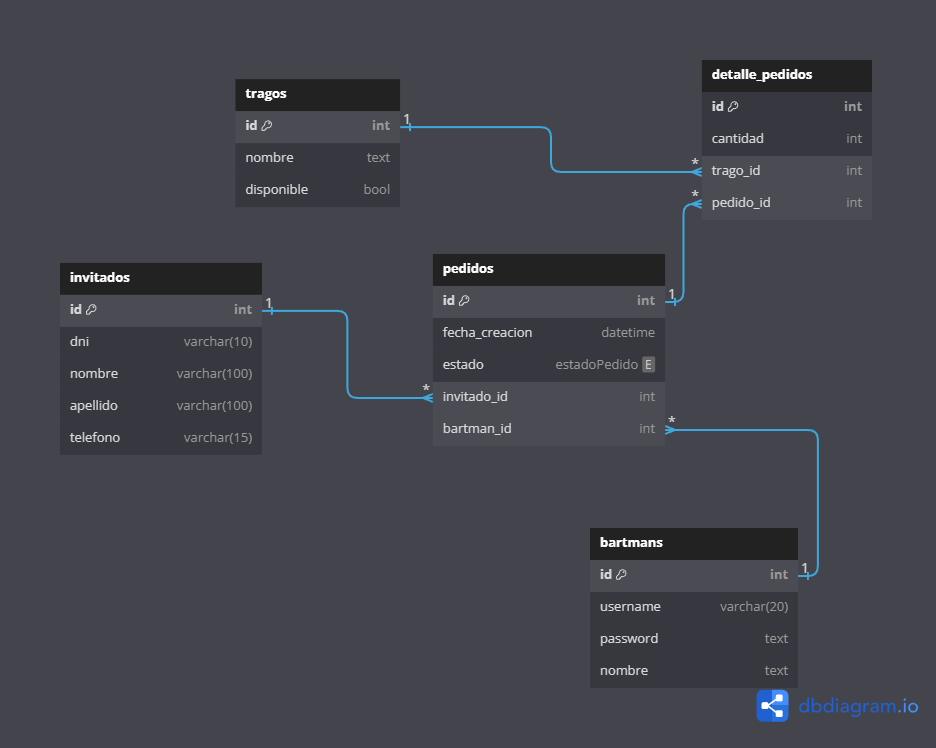 tragos
id int
nombre text
disponible bool
detalle_pedidos
id int
cantidad int
trago_id int
pedido_id int
invitados
id int
dni varchar(10)
nombre varchar(100)
apellido varchar(100)
telefono varchar(15)
pedidos
id int
fecha_creacion datetime
estado estadoPedido E
invitado_id int
bartman_id int
bartmans
id int
username varchar(20)
password text
nombre text
1
*
1
*
1
*
1
*
dbdiagram.io